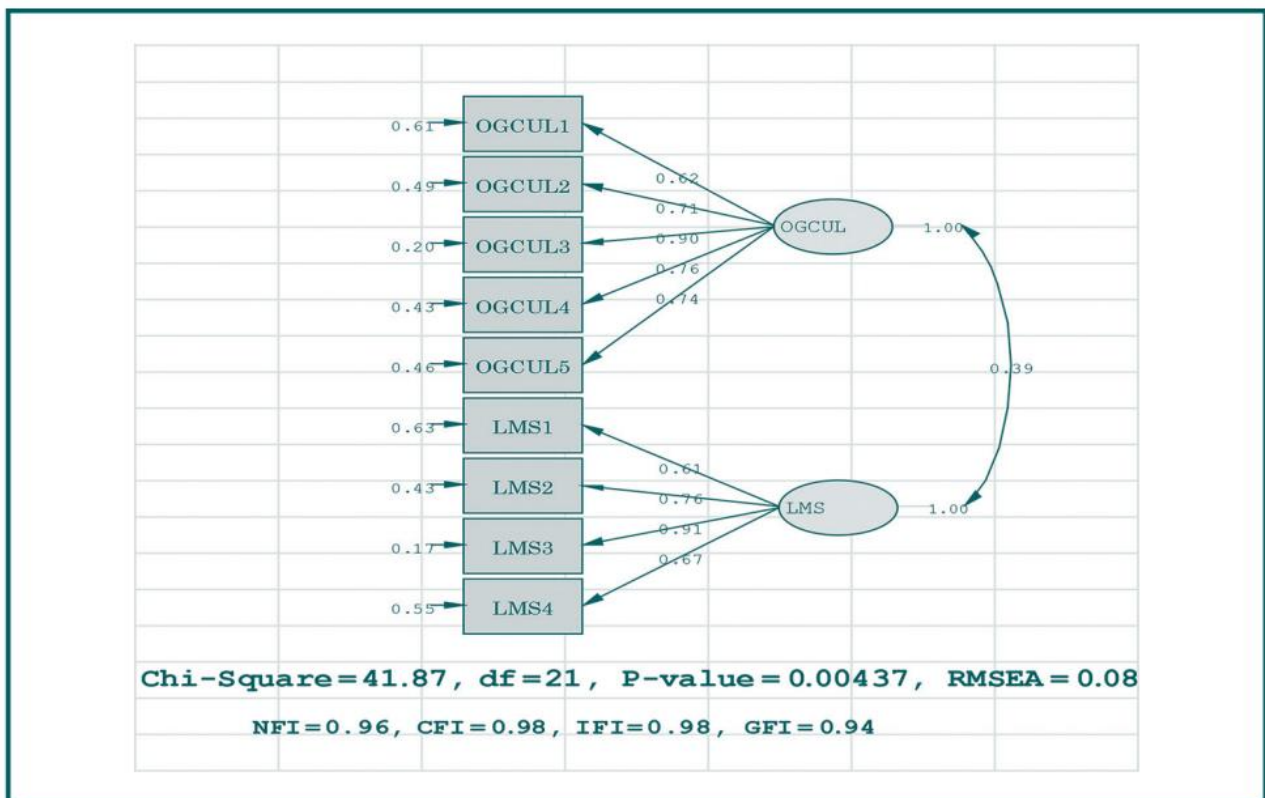 0.61 OGCUL1
0.62
0.49 OGCUL2
0.71
OGCUL 1.00
0.20 OGCUL3
0.90
0.76
0.43 OGCUL4
0.74
0.46 OGCUL5
0.39
0.63 LMS1
0.61
0.43 LMS2
0.76
LMS 1.00
0.91
0.17 LMS3
0.67
0.55 LMS4
Chi-Square=41.87, df=21, P-value=0.00437, RMSEA=0.08
NFI=0.96, CFI=0.98, IFI=0.98, GFI=0.94